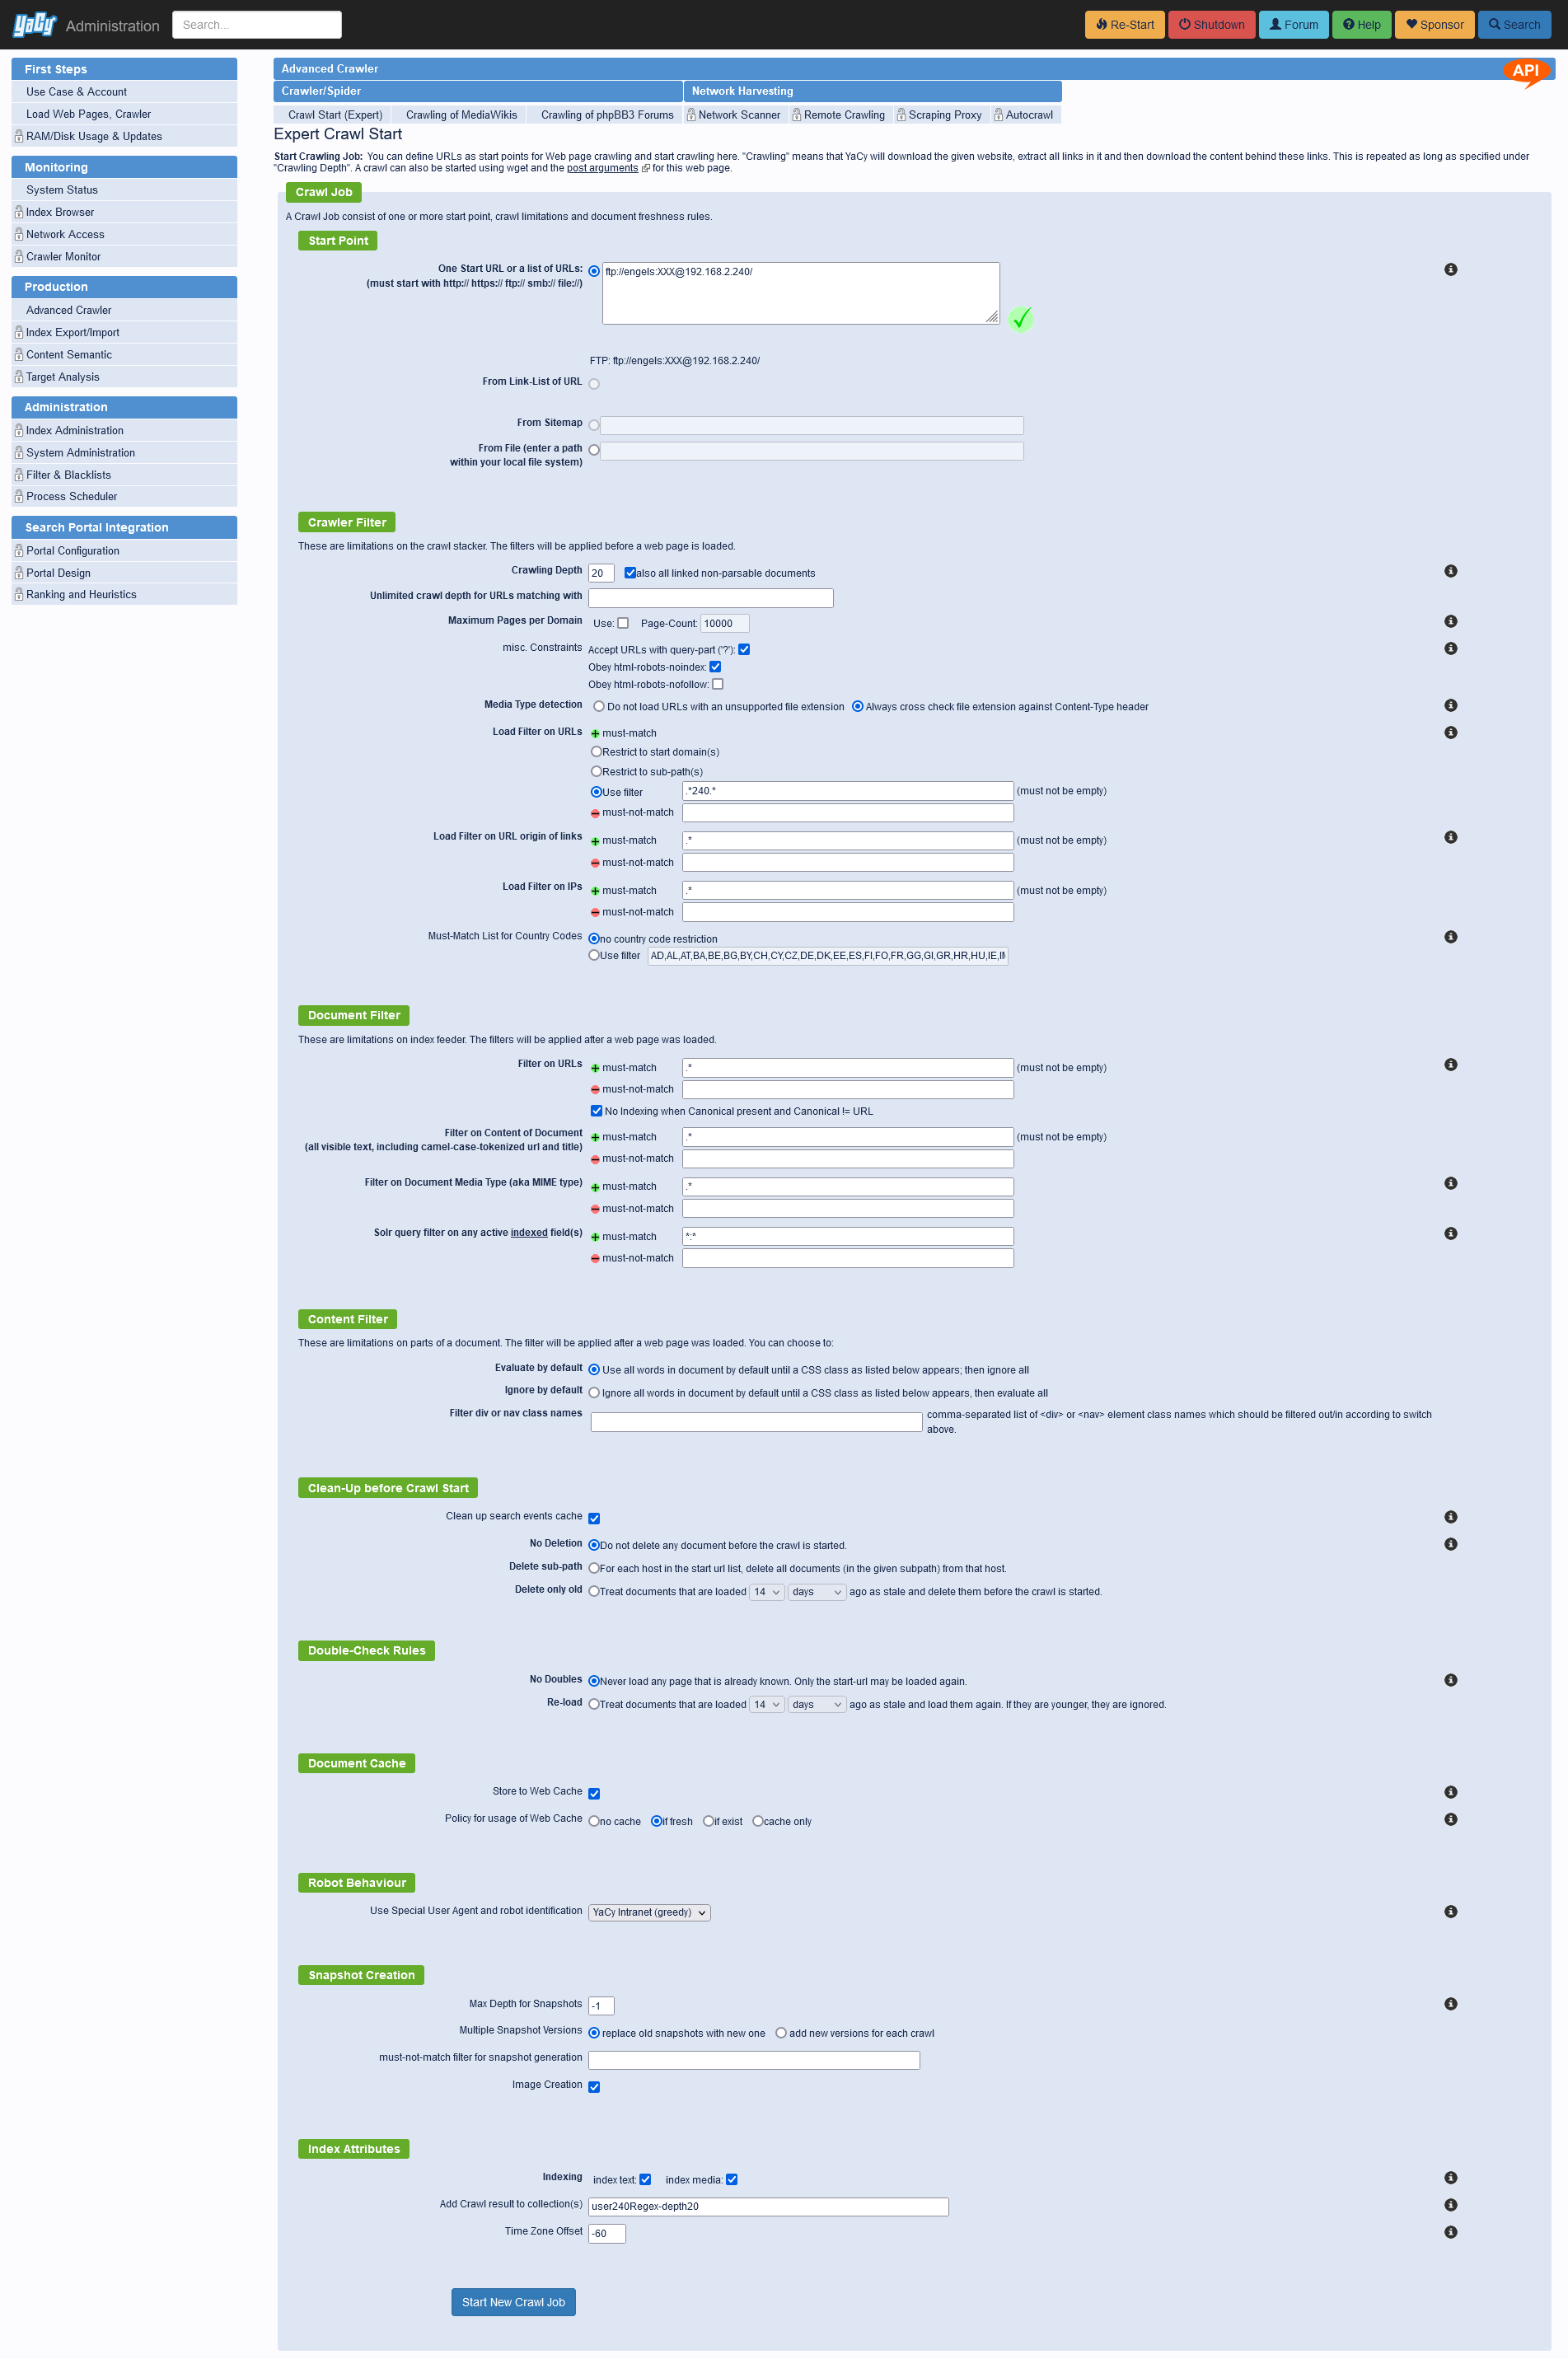 YaCy Administration Search... Re-Start Shutdown Forum Help Sponsor Search
First Steps
Use Case & Account
Load Web Pages, Crawler
RAM/Disk Usage & Updates
Monitoring
System Status
Index Browser
Network Access
Crawler Monitor
Production
Advanced Crawler
Index Export/Import
Content Semantic
Target Analysis
Administration
Index Administration
System Administration
Filter & Blacklists
Process Scheduler
Search Portal Integration
Portal Configuration
Portal Design
Ranking and Heuristics
Advanced Crawler API
Crawler/Spider Network Harvesting
Crawl Start (Expert) Crawling of MediaWikis Crawling of phpBB3 Forums Network Scanner Remote Crawling Scraping Proxy Autocrawl
Expert Crawl Start
Start Crawling Job: You can define URLs as start points for Web page crawling and start crawling here. "Crawling" means that YaCy will download the given website, extract all links in it and then download the content behind these links. This is repeated as long as specified under
"Crawling Depth". A crawl can also be started using wget and the post arguments for this web page.
Crawl Job
A Crawl Job consist of one or more start point, crawl limitations and document freshness rules.
Start Point
One Start URL or a list of URLs: ftp://engels:XXX@192.168.2.240/
(must start with http:// https:// ftp:// smb:// file://)
FTP: ftp://engels:XXX@192.168.2.240/
From Link-List of URL
From Sitemap
From File (enter a path
within your local file system)
Crawler Filter
These are limitations on the crawl stacker. The filters will be applied before a web page is loaded.
Crawling Depth 20 also all linked non-parsable documents
Unlimited crawl depth for URLs matching with
Maximum Pages per Domain Use: Page-Count: 10000
misc. Constraints Accept URLs with query-part ('?'):
Obey html-robots-noindex:
Obey html-robots-nofollow:
Media Type detection Do not load URLs with an unsupported file extension Always cross check file extension against Content-Type header
Load Filter on URLs must-match
Restrict to start domain(s)
Restrict to sub-path(s)
Use filter .*240.* (must not be empty)
must-not-match
Load Filter on URL origin of links must-match .* (must not be empty)
must-not-match
Load Filter on IPs must-match .* (must not be empty)
must-not-match
Must-Match List for Country Codes no country code restriction
Use filter AD,AL,AT,BA,BE,BG,BY,CH,CY,CZ,DE,DK,EE,ES,FI,FO,FR,GG,GI,GR,HR,HU,IE,
Document Filter
These are limitations on index feeder. The filters will be applied after a web page was loaded.
Filter on URLs must-match .* (must not be empty)
must-not-match
No Indexing when Canonical present and Canonical != URL
Filter on Content of Document must-match .* (must not be empty)
(all visible text, including camel-case-tokenized url and title)
must-not-match
Filter on Document Media Type (aka MIME type) must-match .*
must-not-match
Solr query filter on any active indexed field(s) must-match *:*
must-not-match
Content Filter
These are limitations on parts of a document. The filter will be applied after a web page was loaded. You can choose to:
Evaluate by default Use all words in document by default until a CSS class as listed below appears; then ignore all
Ignore by default Ignore all words in document by default until a CSS class as listed below appears, then evaluate all
Filter div or nav class names comma-separated list of <div> or <nav> element class names which should be filtered out/in according to switch
above.
Clean-Up before Crawl Start
Clean up search events cache
No Deletion Do not delete any document before the crawl is started.
Delete sub-path For each host in the start url list, delete all documents (in the given subpath) from that host.
Delete only old Treat documents that are loaded 14 days ago as stale and delete them before the crawl is started.
Double-Check Rules
No Doubles Never load any page that is already known. Only the start-url may be loaded again.
Re-load Treat documents that are loaded 14 days ago as stale and load them again. If they are younger, they are ignored.
Document Cache
Store to Web Cache
Policy for usage of Web Cache no cache if fresh if exist cache only
Robot Behaviour
Use Special User Agent and robot identification YaCy Intranet (greedy)
Snapshot Creation
Max Depth for Snapshots -1
Multiple Snapshot Versions replace old snapshots with new one add new versions for each crawl
must-not-match filter for snapshot generation
Image Creation
Index Attributes
Indexing index text: index media:
Add Crawl result to collection(s) user240Regex-depth20
Time Zone Offset -60
Start New Crawl Job